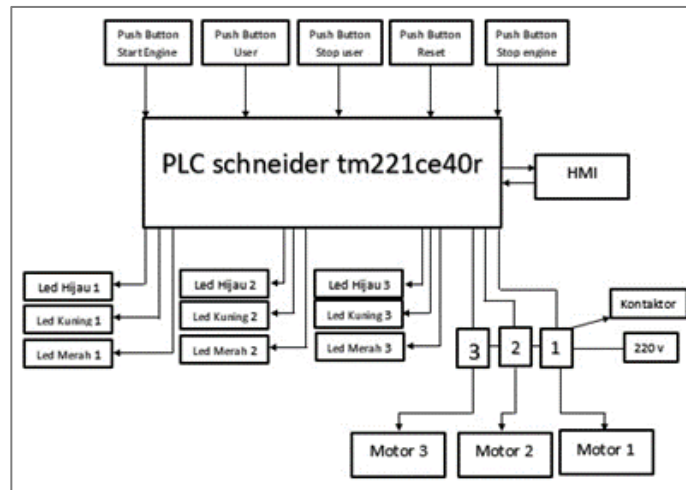 Push Button
Start Engine
Push Button
User
Push Button
Stop user
Push Button
Reset
Push Button
Stop engine
PLC schneider tm221ce40r
HMI
Led Hijau 1
Led Kuning 1
Led Merah 1
Led Hijau 2
Led Kuning 2
Led Merah 2
Led Hijau 3
Led Kuning 3
Led Merah 3
Kontaktor
3
2
1
220 v
Motor 3
Motor 2
Motor 1